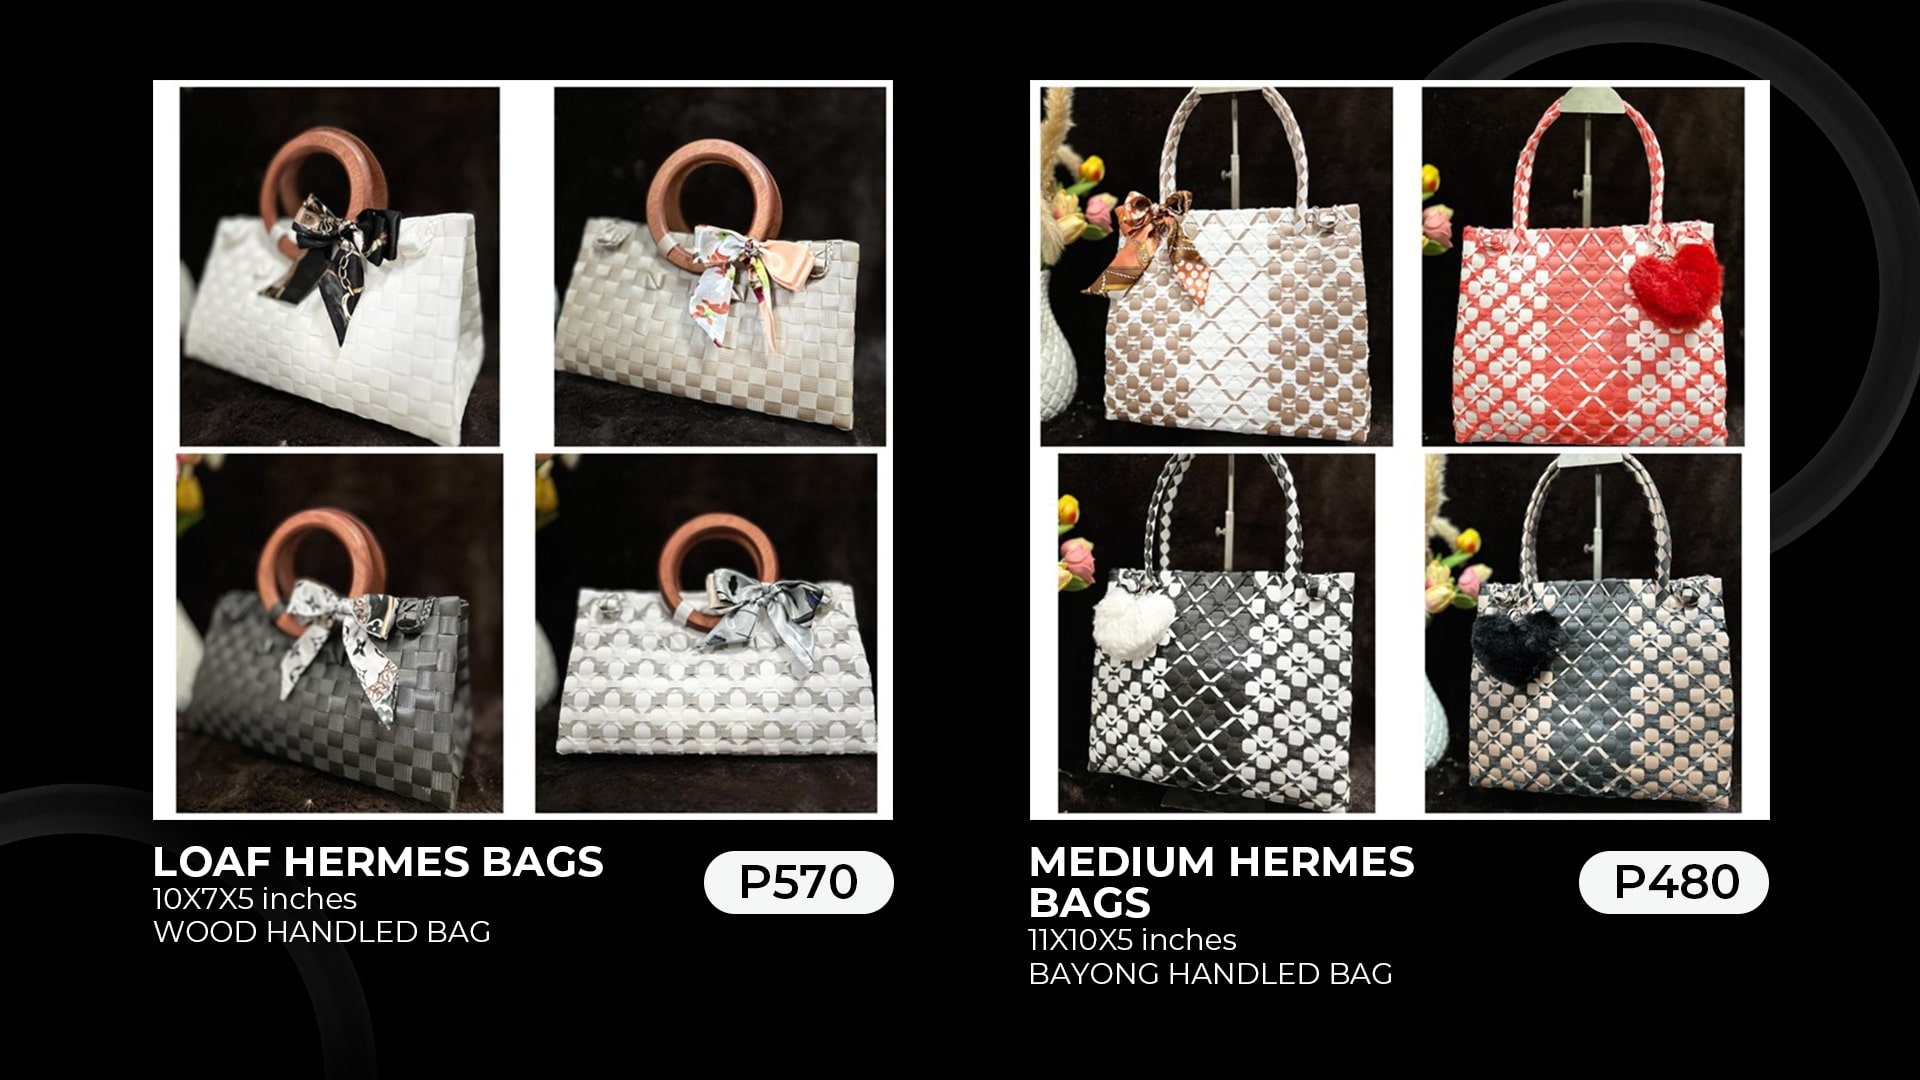 LOAF HERMES BAGS
10X7X5 inches
WOOD HANDLED BAG
P570
MEDIUM HERMES
BAGS
11X10X5 inches
BAYONG HANDLED BAG
P480